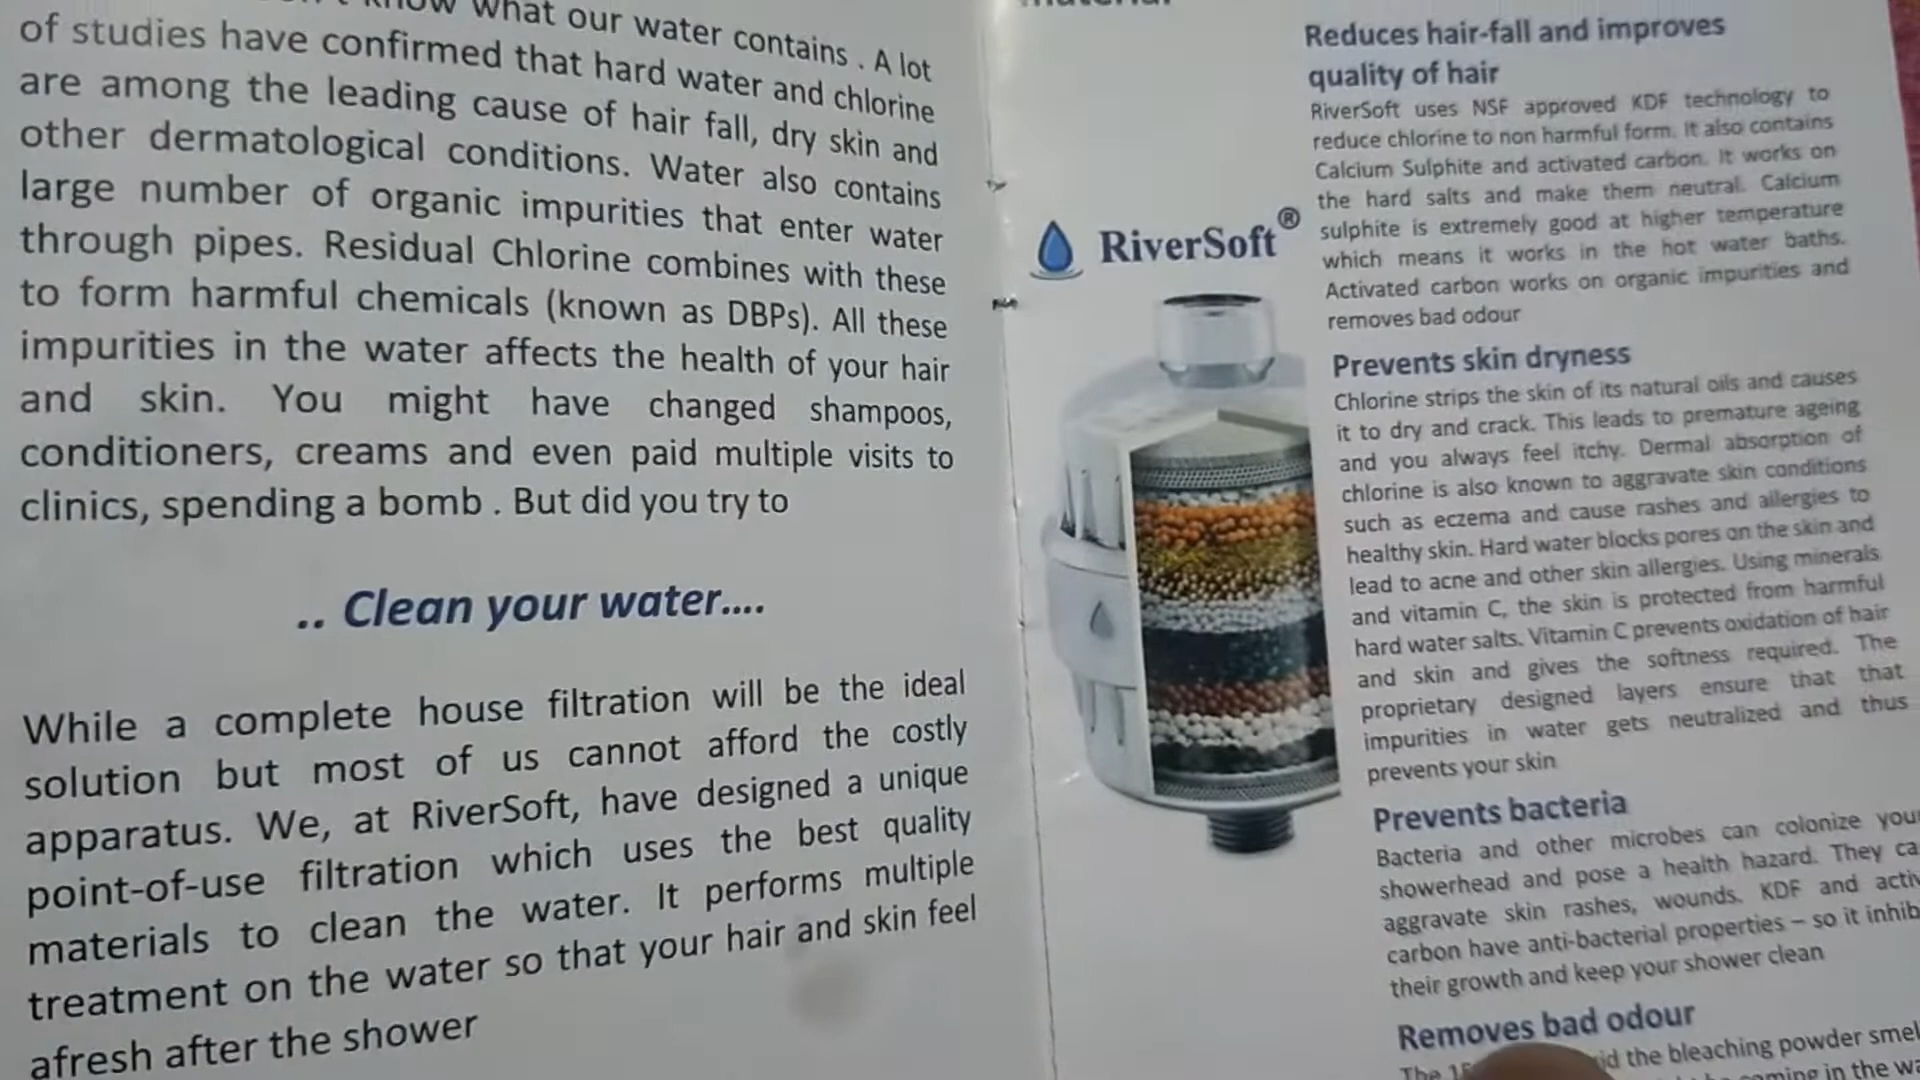 know what our water contains . A lot
of studies have confirmed that hard water and chlorine
are among the leading cause of hair fall, dry skin and
other dermatological conditions. Water also contains
large number of organic impurities that enter water
through pipes. Residual Chlorine combines with these
to form harmful chemicals (known as DBPs). All these
impurities in the water affects the health of your hair
and skin. You might have changed shampoos,
conditioners, creams and even paid multiple visits to
clinics, spending a bomb . But did you try to
.. Clean your water....
While a complete house filtration will be the ideal
solution but most of us cannot afford the costly
apparatus. We, at RiverSoft, have designed a unique
point-of-use filtration which uses the best quality
materials to clean the water. It performs multiple
treatment on the water so that your hair and skin feel
afresh after the shower
RiverSoft®
Reduces hair-fall and improves
quality of hair
RiverSoft uses NSF approved KDF technology to
reduce chlorine to non harmful form. It also contains
Calcium Sulphite and activated carbon. It works on
the hard salts and make them neutral. Calcium
sulphite is extremely good at higher temperature
which means it works in the hot water baths.
Activated carbon works on organic impurities and
removes bad odour
Prevents skin dryness
Chlorine strips the skin of its natural oils and causes
it to dry and crack. This leads to premature ageing
and you always feel itchy. Dermal absorption of
chlorine is also known to aggravate skin conditions
such as eczema and cause rashes and allergies to
healthy skin. Hard water blocks pores on the skin and
lead to acne and other skin allergies. Using minerals
and vitamin C, the skin is protected from harmful
hard water salts. Vitamin C prevents oxidation of hair
and skin and gives the softness required. The
proprietary designed layers ensure that that
impurities in water gets neutralized and thus
prevents your skin
Prevents bacteria
Bacteria and other microbes can colonize your
showerhead and pose a health hazard. They
aggravate skin rashes, wounds. KDF and
carbon have anti-bacterial properties – so it
their growth and keep your shower clean
Removes bad odour
The the bleaching powder
coming in the